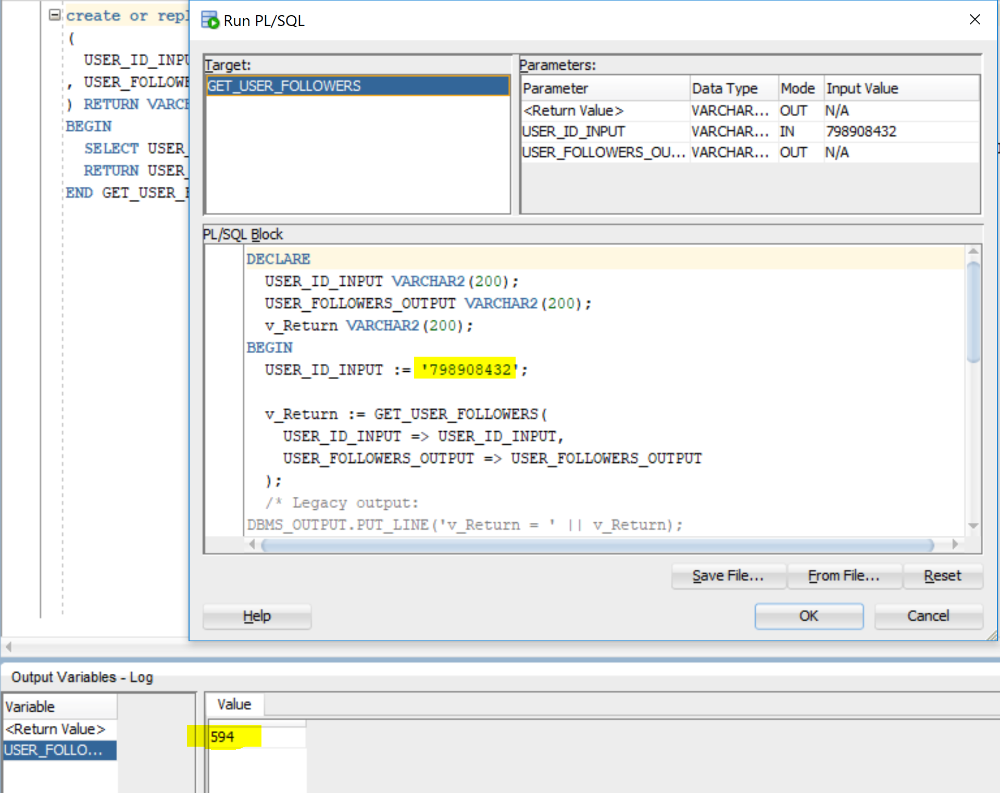 create or repl
(
USER_ID_INPU
, USER_FOLLOWE
) RETURN VARCH
BEGIN
SELECT USER_
RETURN USER_
END GET_USER_F
Run PL/SQL
Target:
GET_USER_FOLLOWERS
Parameters:
Parameter Data Type Mode Input Value
<Return Value> VARCHAR... OUT N/A
USER_ID_INPUT VARCHAR... IN 798908432
USER_FOLLOWERS_OU... VARCHAR... OUT N/A
PL/SQL Block
DECLARE
USER_ID_INPUT VARCHAR2(200);
USER_FOLLOWERS_OUTPUT VARCHAR2(200);
v_Return VARCHAR2(200);
BEGIN
USER_ID_INPUT := '798908432';
v_Return := GET_USER_FOLLOWERS(
USER_ID_INPUT => USER_ID_INPUT,
USER_FOLLOWERS_OUTPUT => USER_FOLLOWERS_OUTPUT
);
/* Legacy output:
DBMS_OUTPUT.PUT_LINE('v_Return = ' || v_Return);
Save File... From File... Reset
Help OK Cancel
Output Variables - Log
Variable
<Return Value>
USER_FOLLO...
Value
594